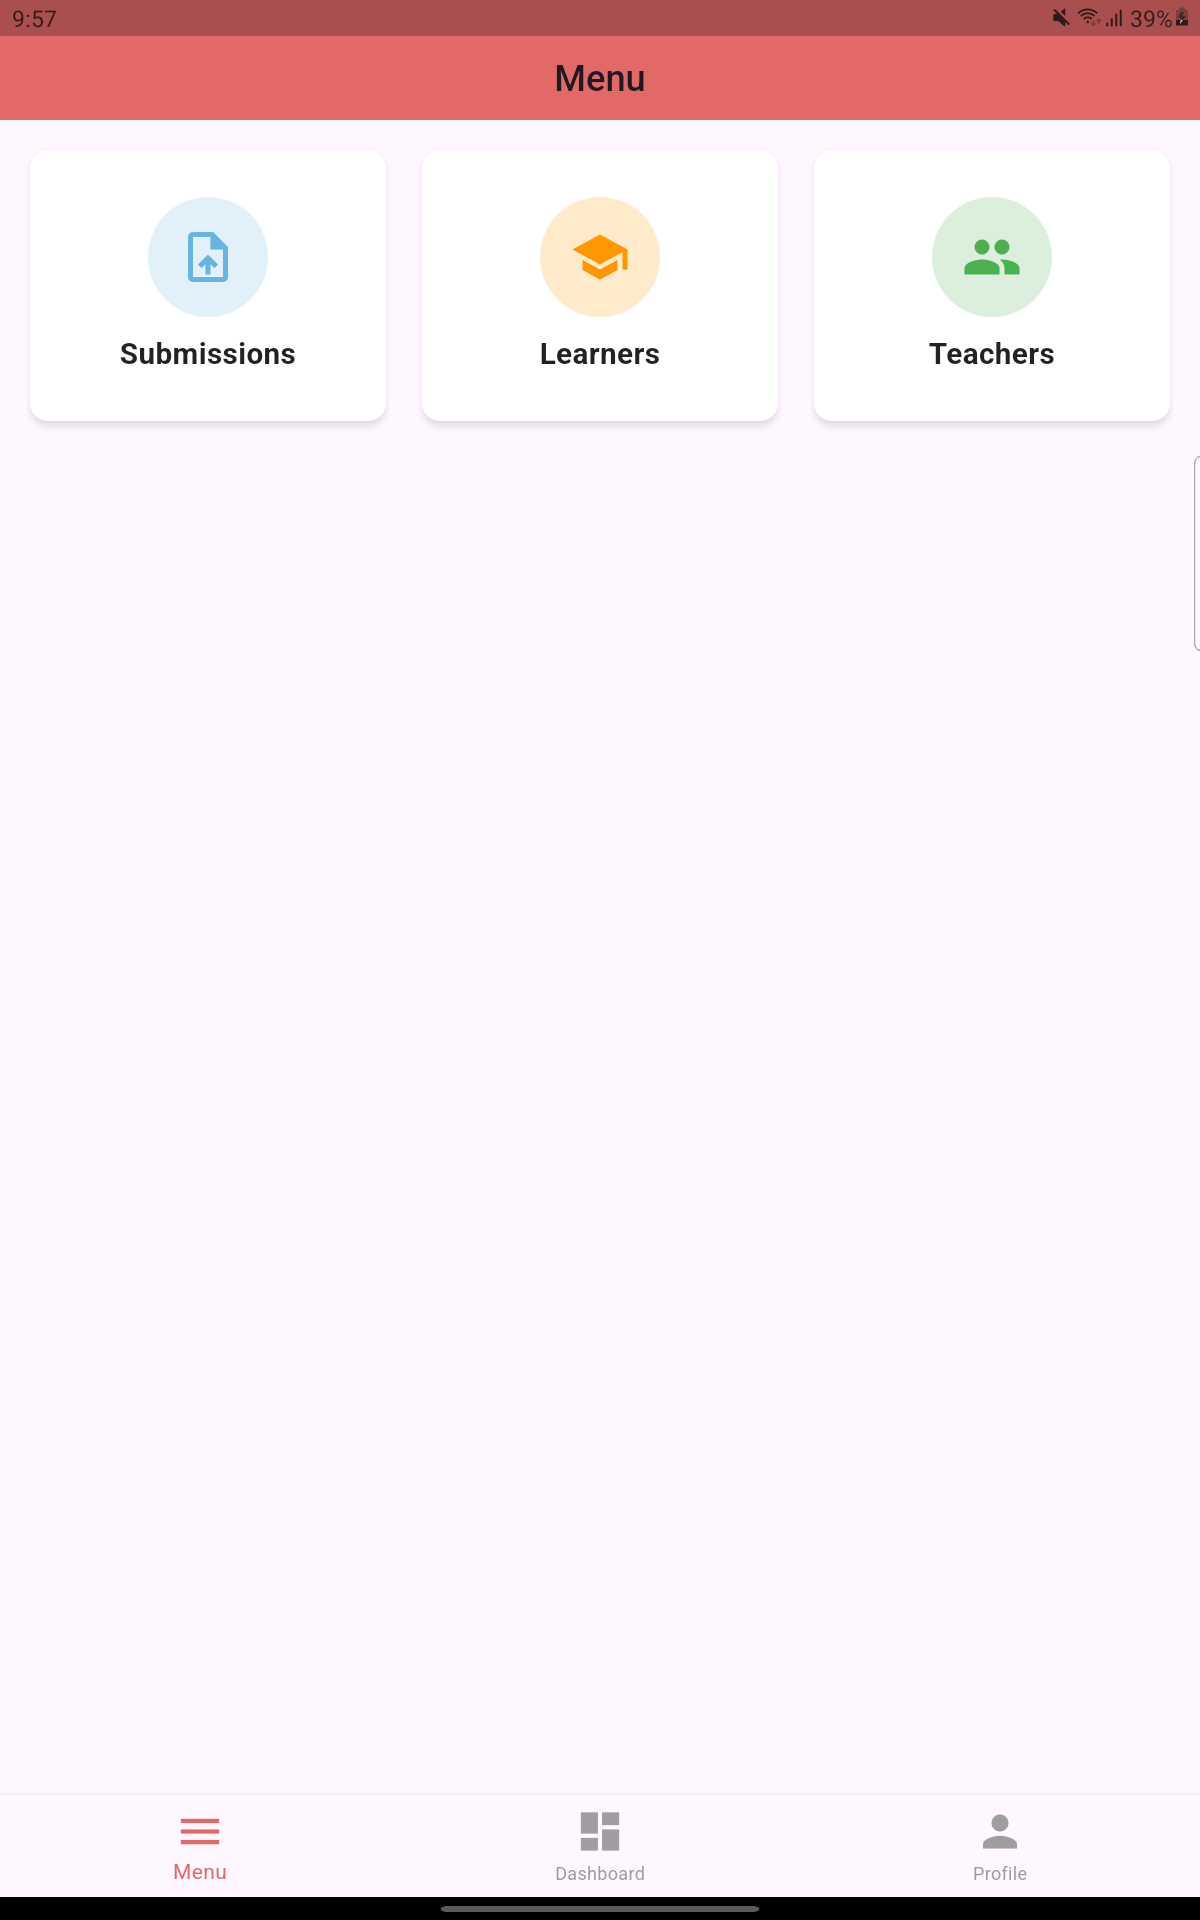 9:57 39%
Menu
Submissions Learners Teachers
Menu Dashboard Profile